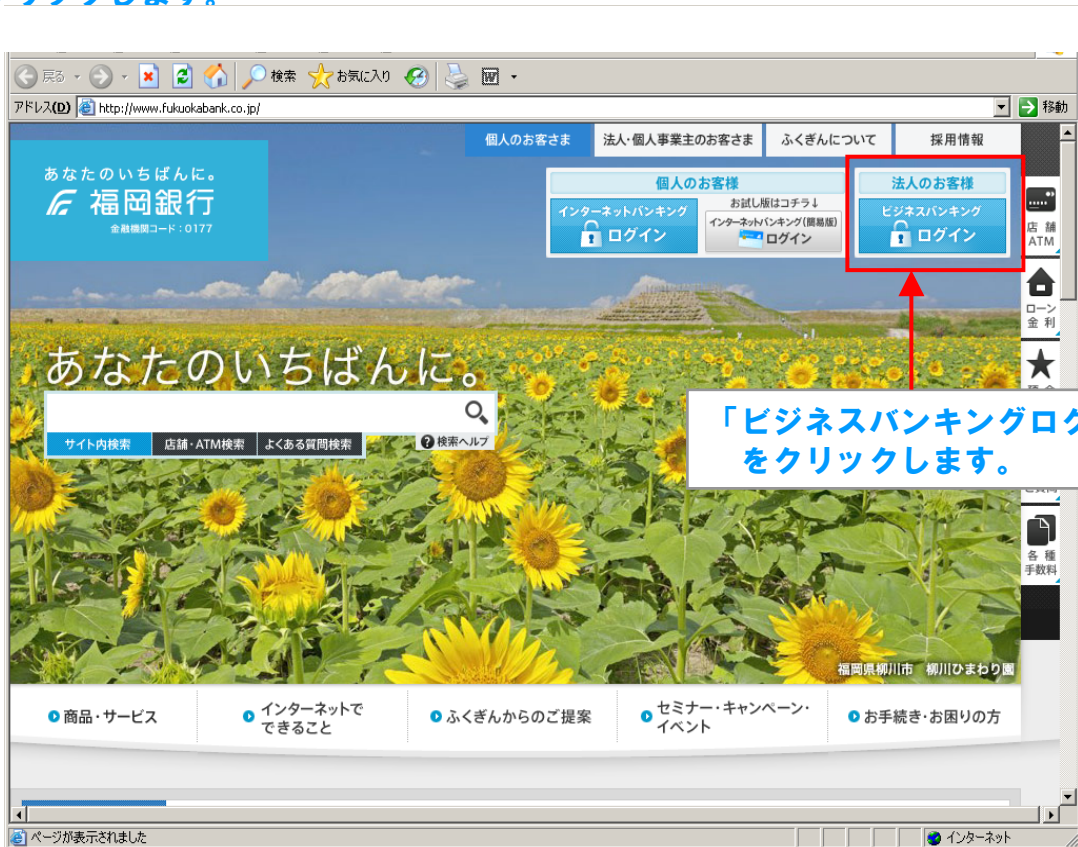 リックします。
戻る
検索
お気に入り
アドレス(D)
http://www.fukuokabank.co.jp/
移動
個人のお客さま
法人・個人事業主のお客さま
ふくぎんについて
採用情報
あなたのいちばんに。
福岡銀行
金融機関コード：0177
個人のお客様
インターネットバンキング
ログイン
お試し版はコチラ↓
インターネットバンキング(簡易版)
ログイン
法人のお客様
ビジネスバンキング
ログイン
店舗
ATM
ローン
金利
あなたのいちばんに。
サイト内検索
店舗・ATM検索
よくある質問検索
検索ヘルプ
「ビジネスバンキングログ
をクリックします。
各種
手数料
福岡県柳川市 柳川ひまわり園
商品・サービス
インターネットで
できること
ふくぎんからのご提案
セミナー・キャンペーン・
イベント
お手続き・お困りの方
ページが表示されました
インターネット